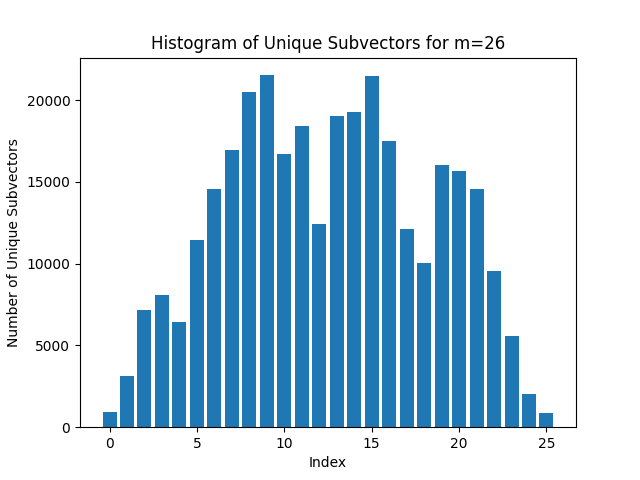 Histogram of Unique Subvectors for m=26
Number of Unique Subvectors
20000
15000
10000
5000
0
0 5 10 15 20 25
Index